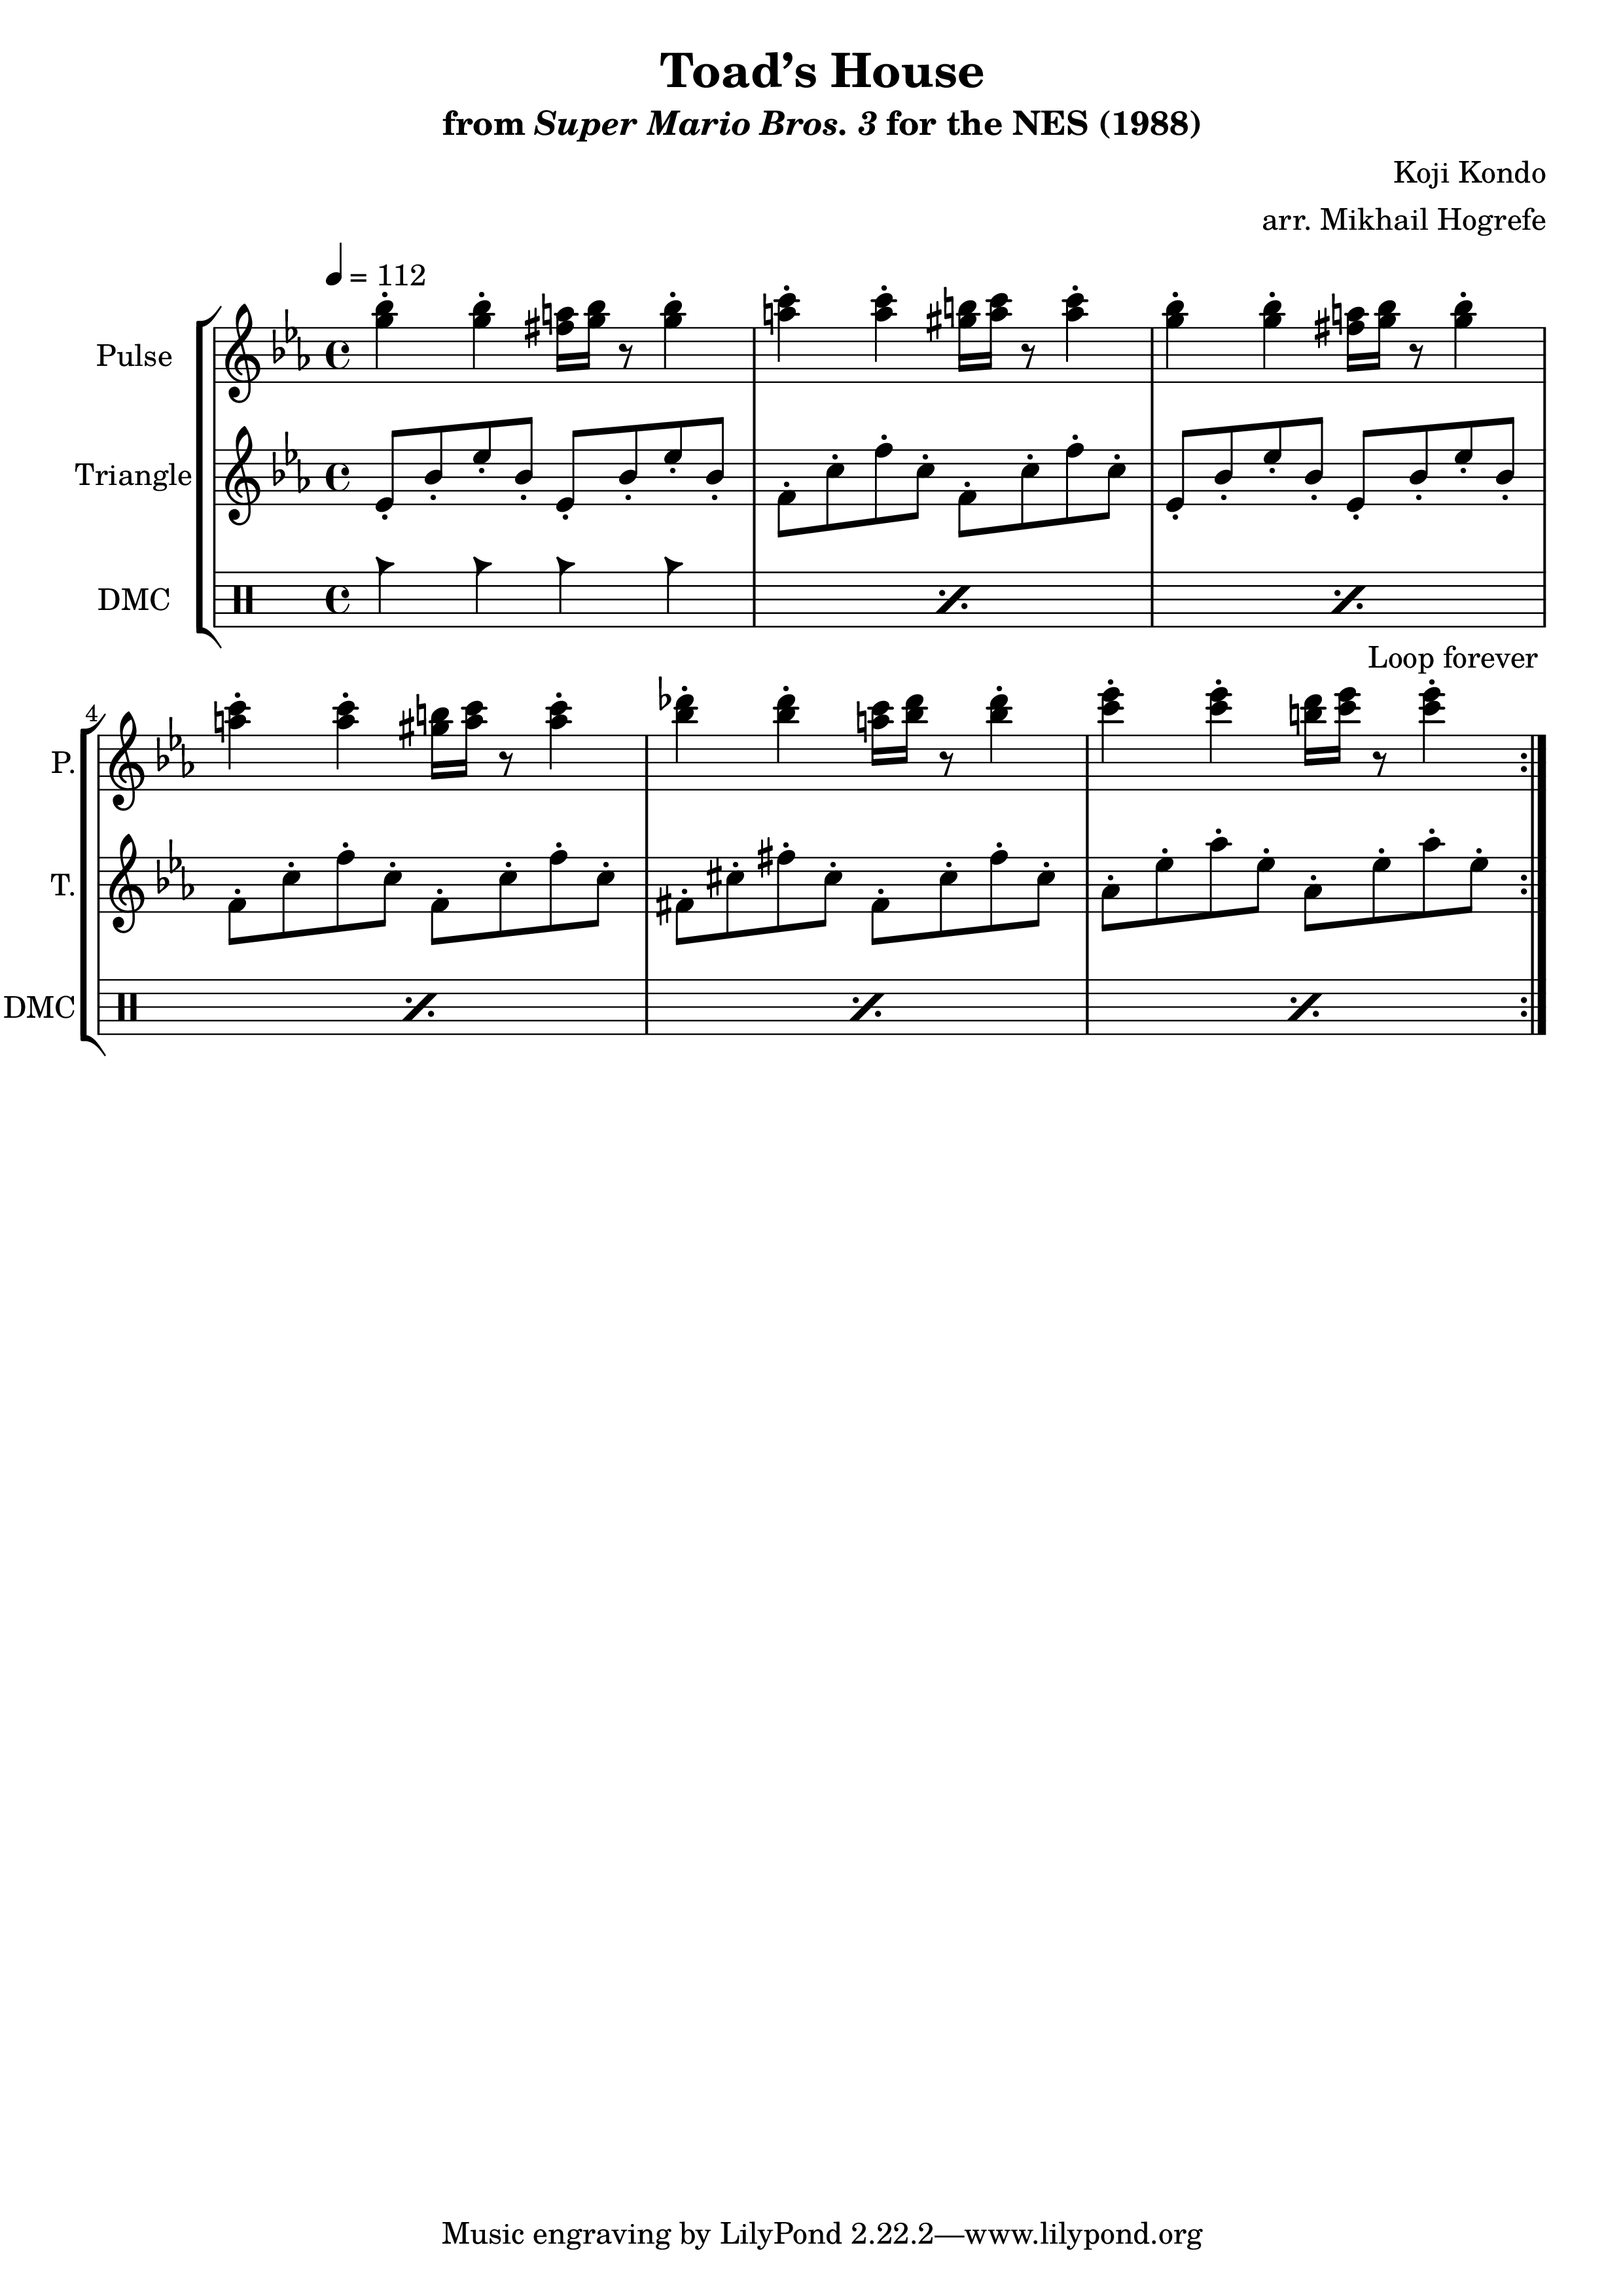 Toad’s House
from Super Mario Bros. 3 for the NES (1988)
Koji Kondo
arr. Mikhail Hogrefe
= 112
Pulse
Triangle
DMC
Loop forever
4
P.
T.
DMC
Music engraving by LilyPond 2.22.2—www.lilypond.org